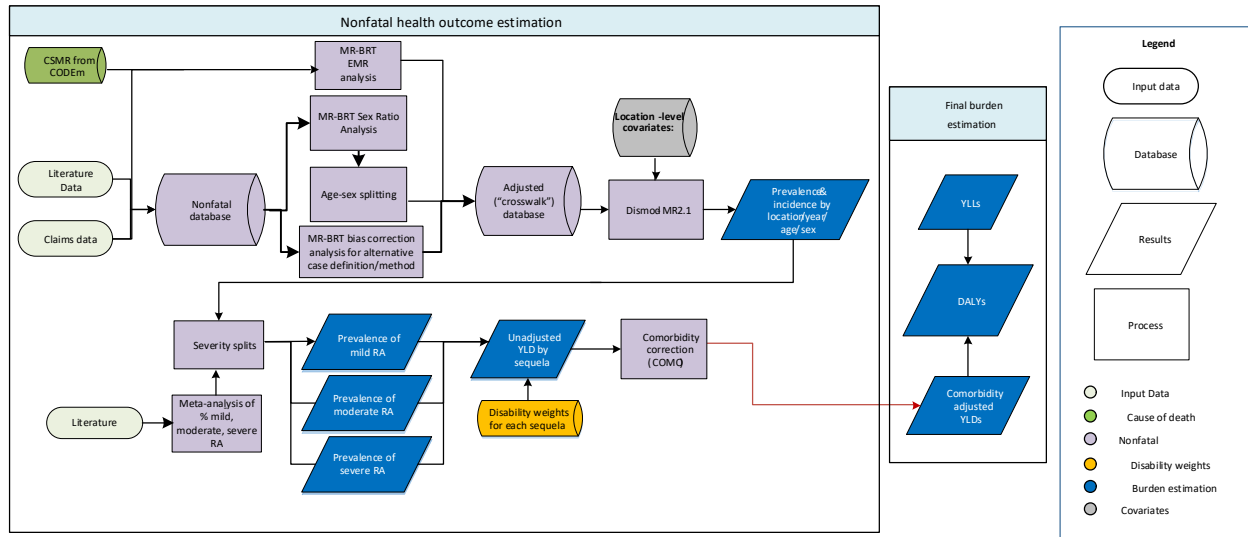 Nonfatal health outcome estimation
CSMR from
CODEm
MR-BRT
EMR
analysis
MR-BRT Sex Ratio
Analysis
Literature
Data
Claims data
Nonfatal
database
Age-sex splitting
MR-BRT bias correction
analysis for alternative
case definition/method
Adjusted
("crosswalk")
database
Location -level
covariates:
Dismod MR2.1
Prevalence&
incidence by
location/year/
age/ sex
Severity splits
Literature
Meta-analysis of
% mild,
moderate, severe
RA
Prevalence of
mild RA
Prevalence of
moderate RA
Prevalence of
severe RA
Unadjusted
YLD by
sequela
Disability weights
for each sequela
Comorbidity
correction
(COMO)
Final burden
estimation
YLLs
DALYs
Comorbidity
adjusted
YLDs
Legend
Input data
Database
Results
Process
Input Data
Cause of death
Nonfatal
Disability weights
Burden estimation
Covariates